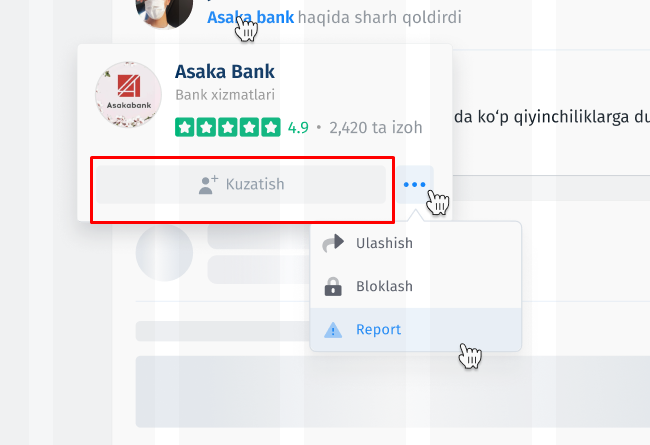 Asaka bank haqida sharh qoldirdi
Asaka Bank
Bank xizmatlari
Asakabank
4.9 • 2,420 ta izoh
da ko‘p qiyinchiliklarga du
Kuzatish
Ulashish
Bloklash
Report